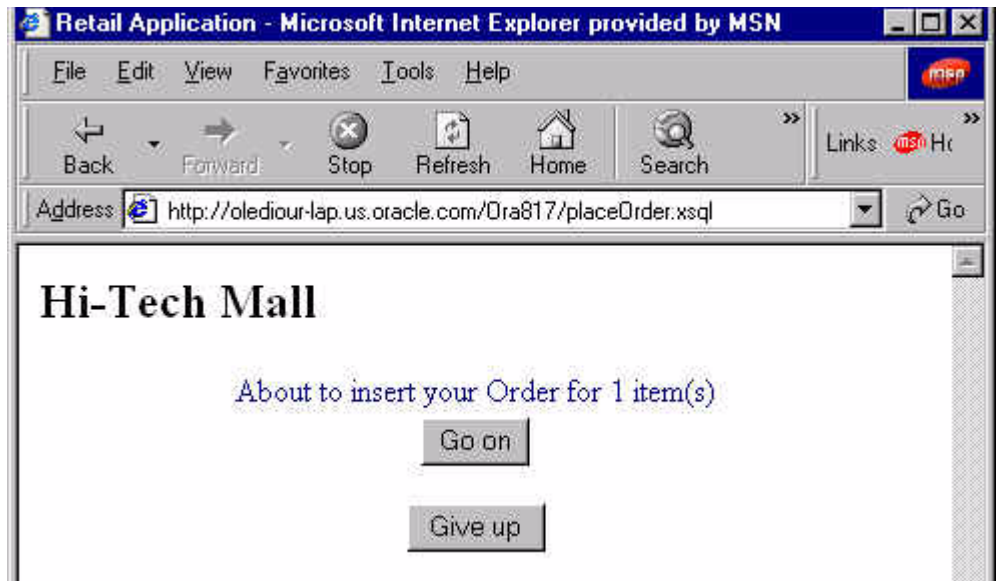 Retail Application - Microsoft Internet Explorer provided by MSN
File Edit View Favorites Tools Help
msn
Back Forward Stop Refresh Home Search » Links msn »
Address http://olediour-lap.us.oracle.com/Ora817/placeOrder.xsql Go
Hi-Tech Mall
About to insert your Order for 1 item(s)
Go on
Give up